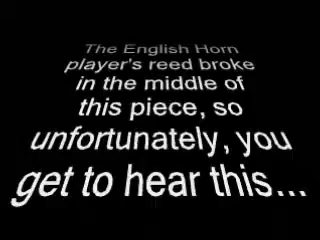 The English Horn
player's reed broke
in the middle of
this piece, so
unfortunately, you
get to hear this...